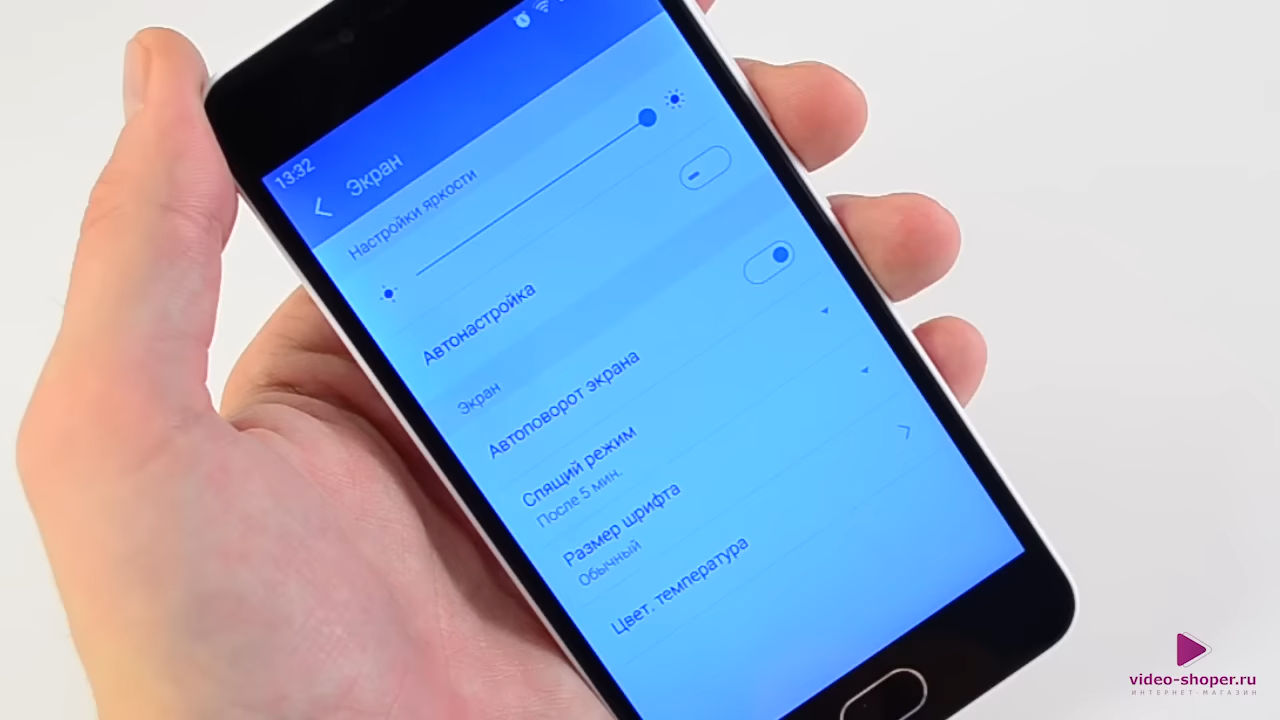 13:32
Экран
Настройки яркости
Автонастройка
Экран
Автоповорот экрана
Спящий режим
После 5 мин.
Размер шрифта
Обычный
Цвет. температура
video-shoper.ru
ИНТЕРНЕТ-МАГАЗИН